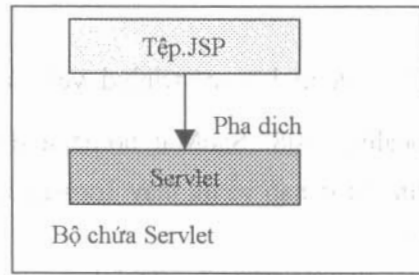 Tệp.JSP
Pha dịch
Servlet
Bộ chứa Servlet